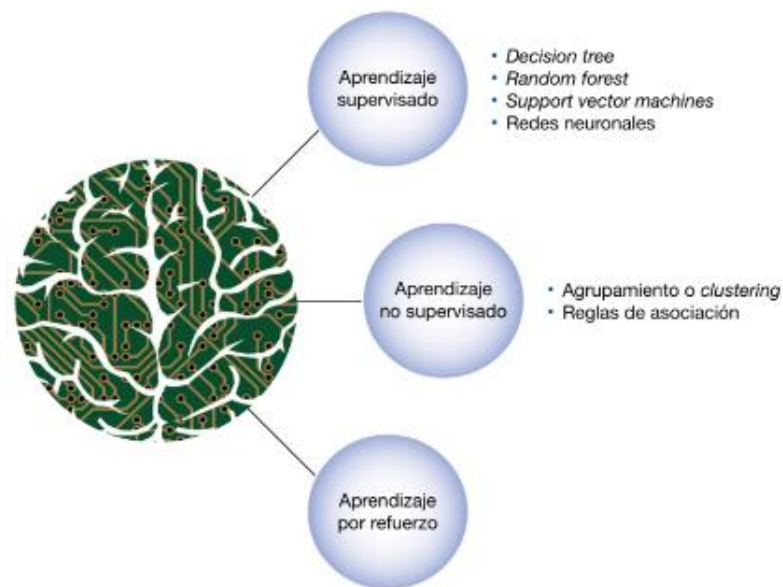 Aprendizaje
supervisado
• Decision tree
• Random forest
• Support vector machines
• Redes neuronales
Aprendizaje
no supervisado
• Agrupamiento o clustering
• Reglas de asociación
Aprendizaje
por refuerzo